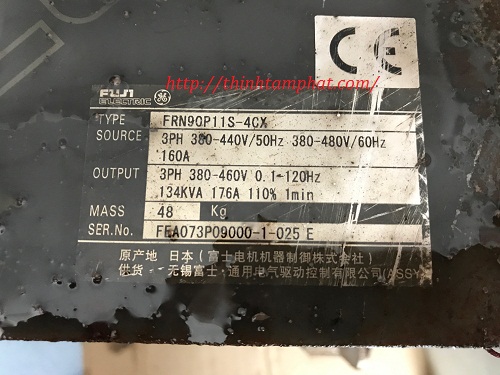 CE
http://thinhtamphat.com/
FUJI
ELECTRIC GE
TYPE FRN90P11S-4CX
SOURCE 3PH 380-440V/50Hz 380-480V/60Hz
160A
OUTPUT 3PH 380-460V 0.1-120Hz
134KVA 176A 110% 1min
MASS 48 Kg
SER.No. FEA073P09000-1-025 E
原产地 日本（富士电机机器制御株式会社）
供货 无锡富士-通用电气驱动控制有限公司(ASSY)